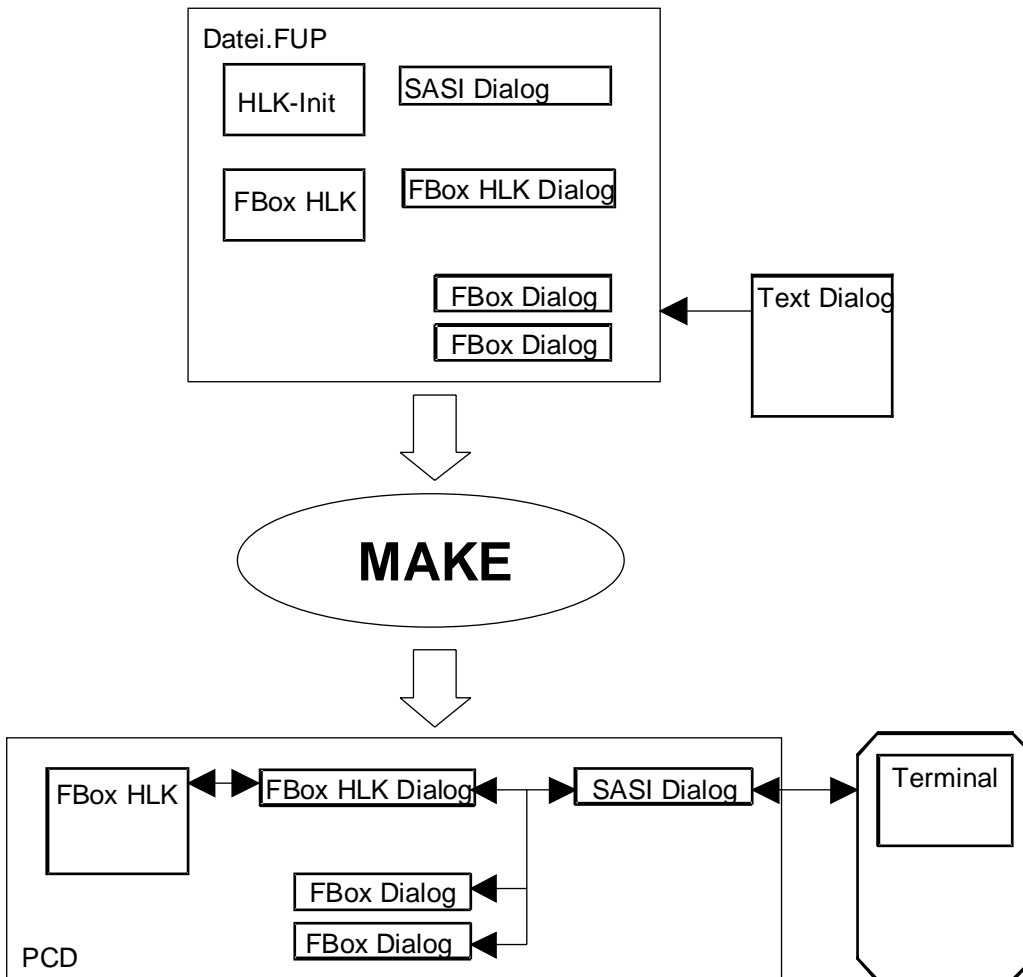 Datei.FUP
HLK-Init
SASI Dialog
FBox HLK
FBox HLK Dialog
FBox Dialog
Text Dialog
FBox Dialog
MAKE
FBox HLK
FBox HLK Dialog
SASI Dialog
Terminal
FBox Dialog
FBox Dialog
PCD